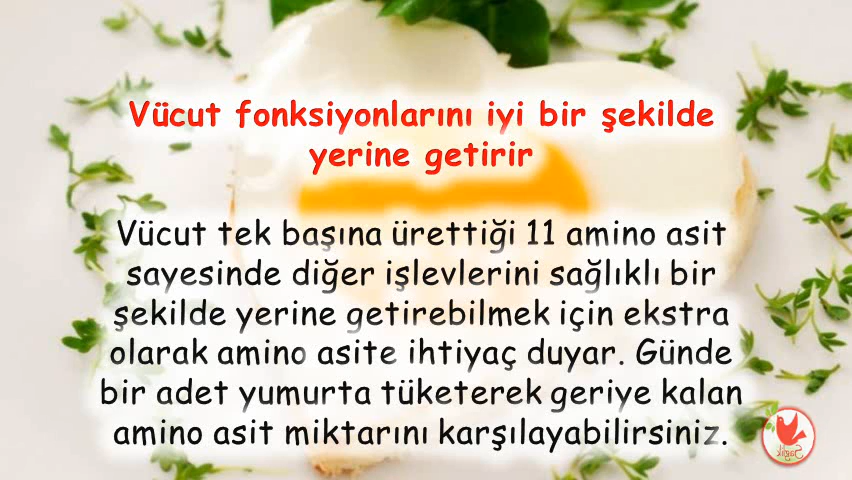 Vücut fonksiyonlarını iyi bir şekilde
yerine getirir
Vücut tek başına ürettiği 11 amino asit
sayesinde diğer işlevlerini sağlıklı bir
şekilde yerine getirebilmek için ekstra
olarak amino asite ihtiyaç duyar. Günde
bir adet yumurta tüketerek geriye kalan
amino asit miktarını karşılayabilirsiniz.
Sağlık